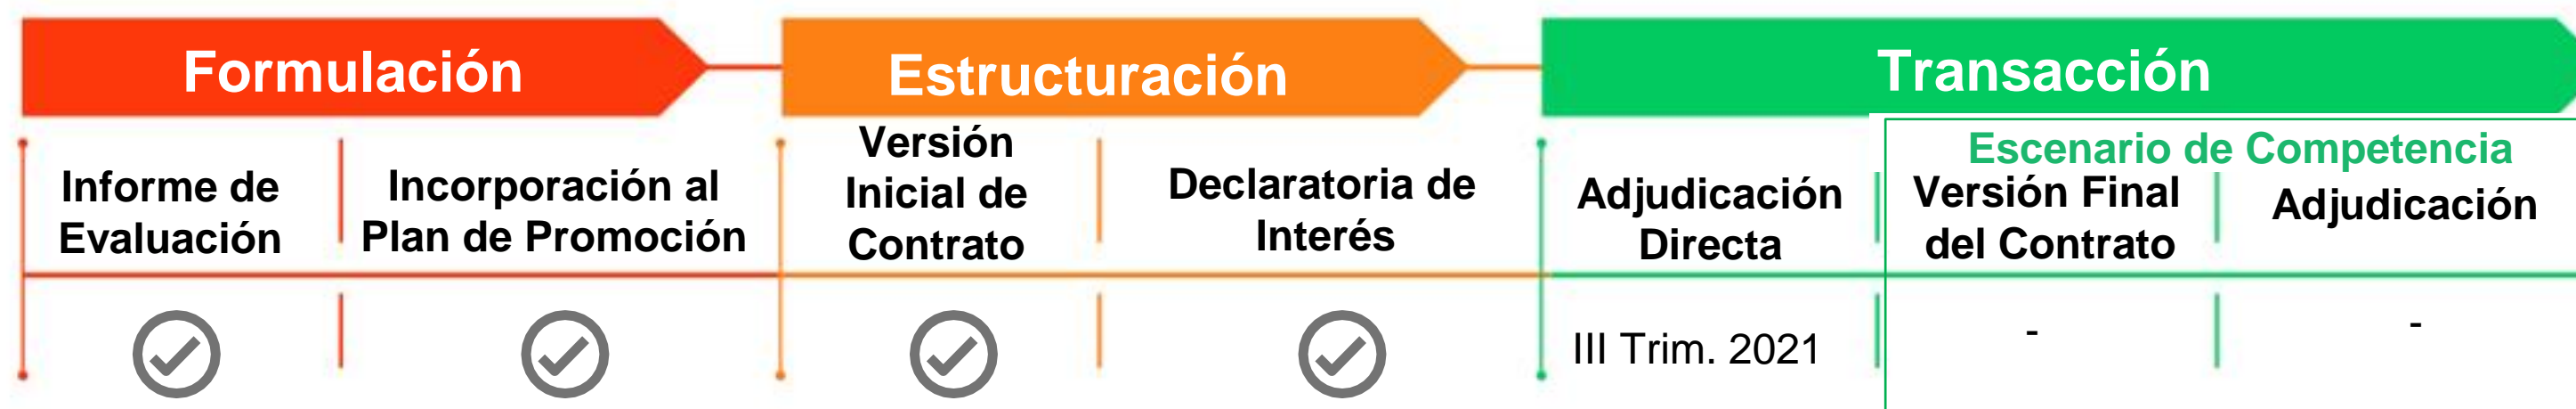 Formulación
Estructuración
Transacción
Informe de
Evaluación
Incorporación al
Plan de Promoción
Versión
Inicial de
Contrato
Declaratoria de
Interés
Adjudicación
Directa
Escenario de Competencia
Versión Final
del Contrato
Adjudicación
III Trim. 2021
-
-